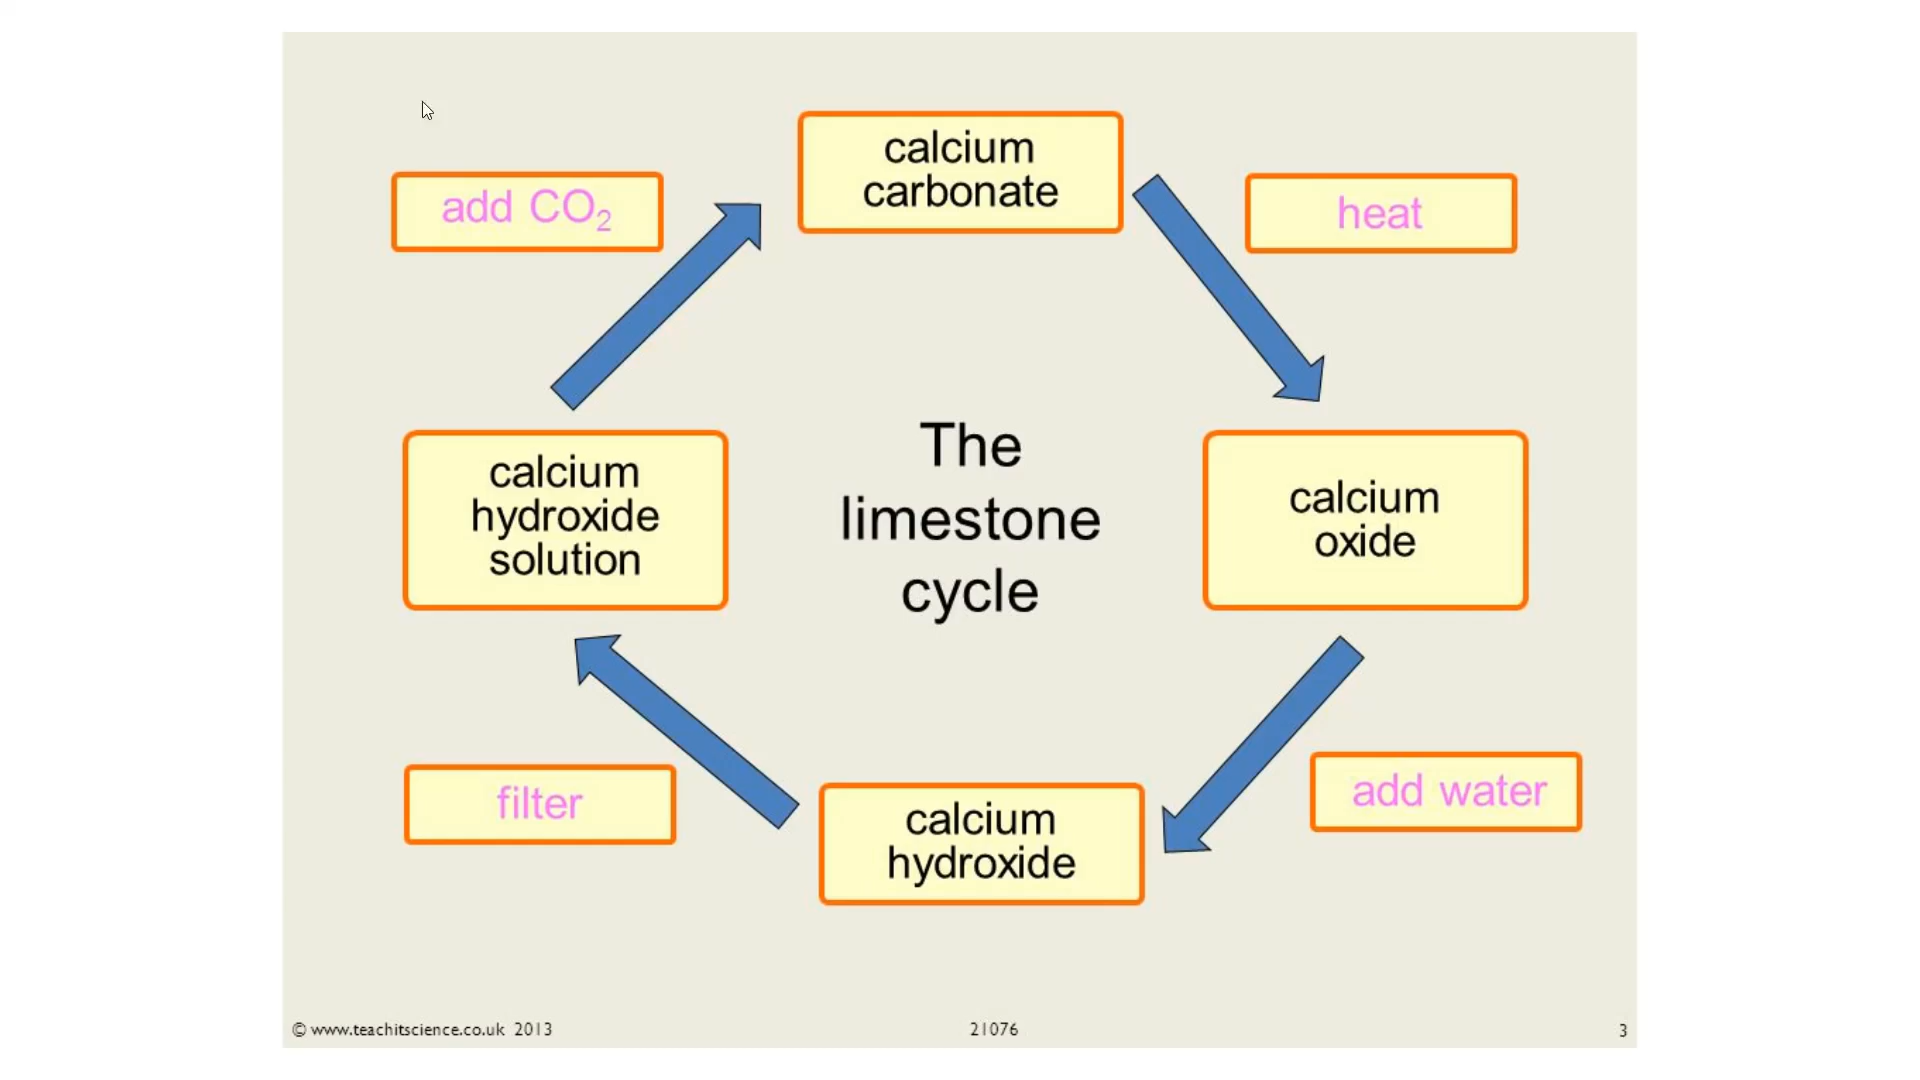 calcium
carbonate
add CO₂
heat
The
limestone
cycle
calcium
hydroxide
solution
calcium
oxide
filter
add water
calcium
hydroxide
© www.teachitscience.co.uk 2013
21076
3